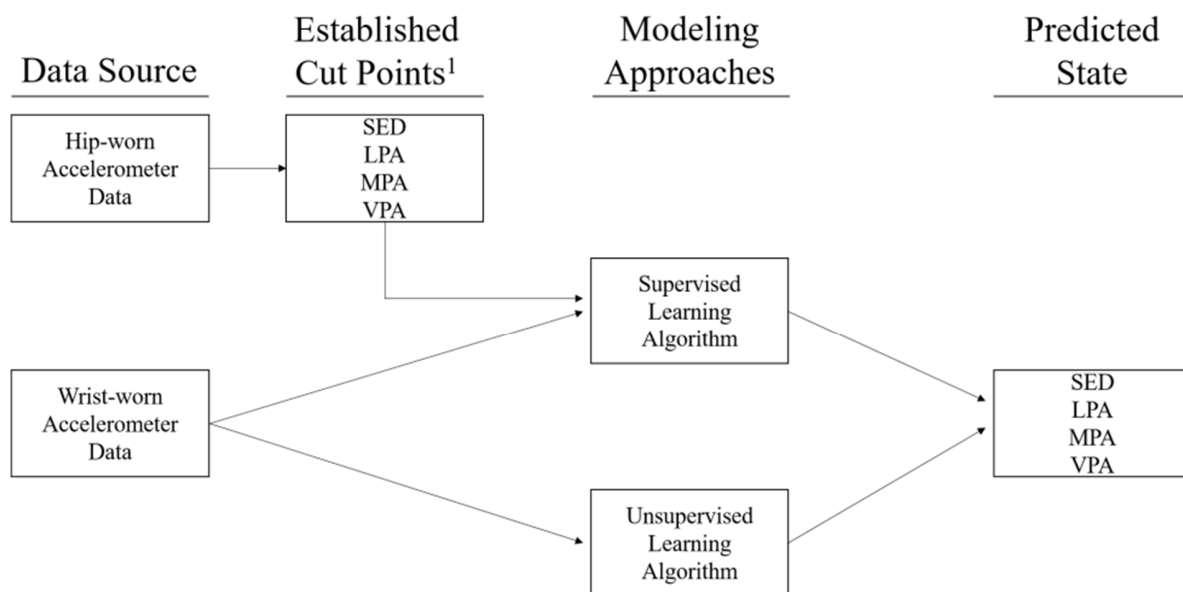 Data Source
Established
Cut Points¹
Modeling
Approaches
Predicted
State
Hip-worn
Accelerometer
Data
SED
LPA
MPA
VPA
Supervised
Learning
Algorithm
Wrist-worn
Accelerometer
Data
SED
LPA
MPA
VPA
Unsupervised
Learning
Algorithm